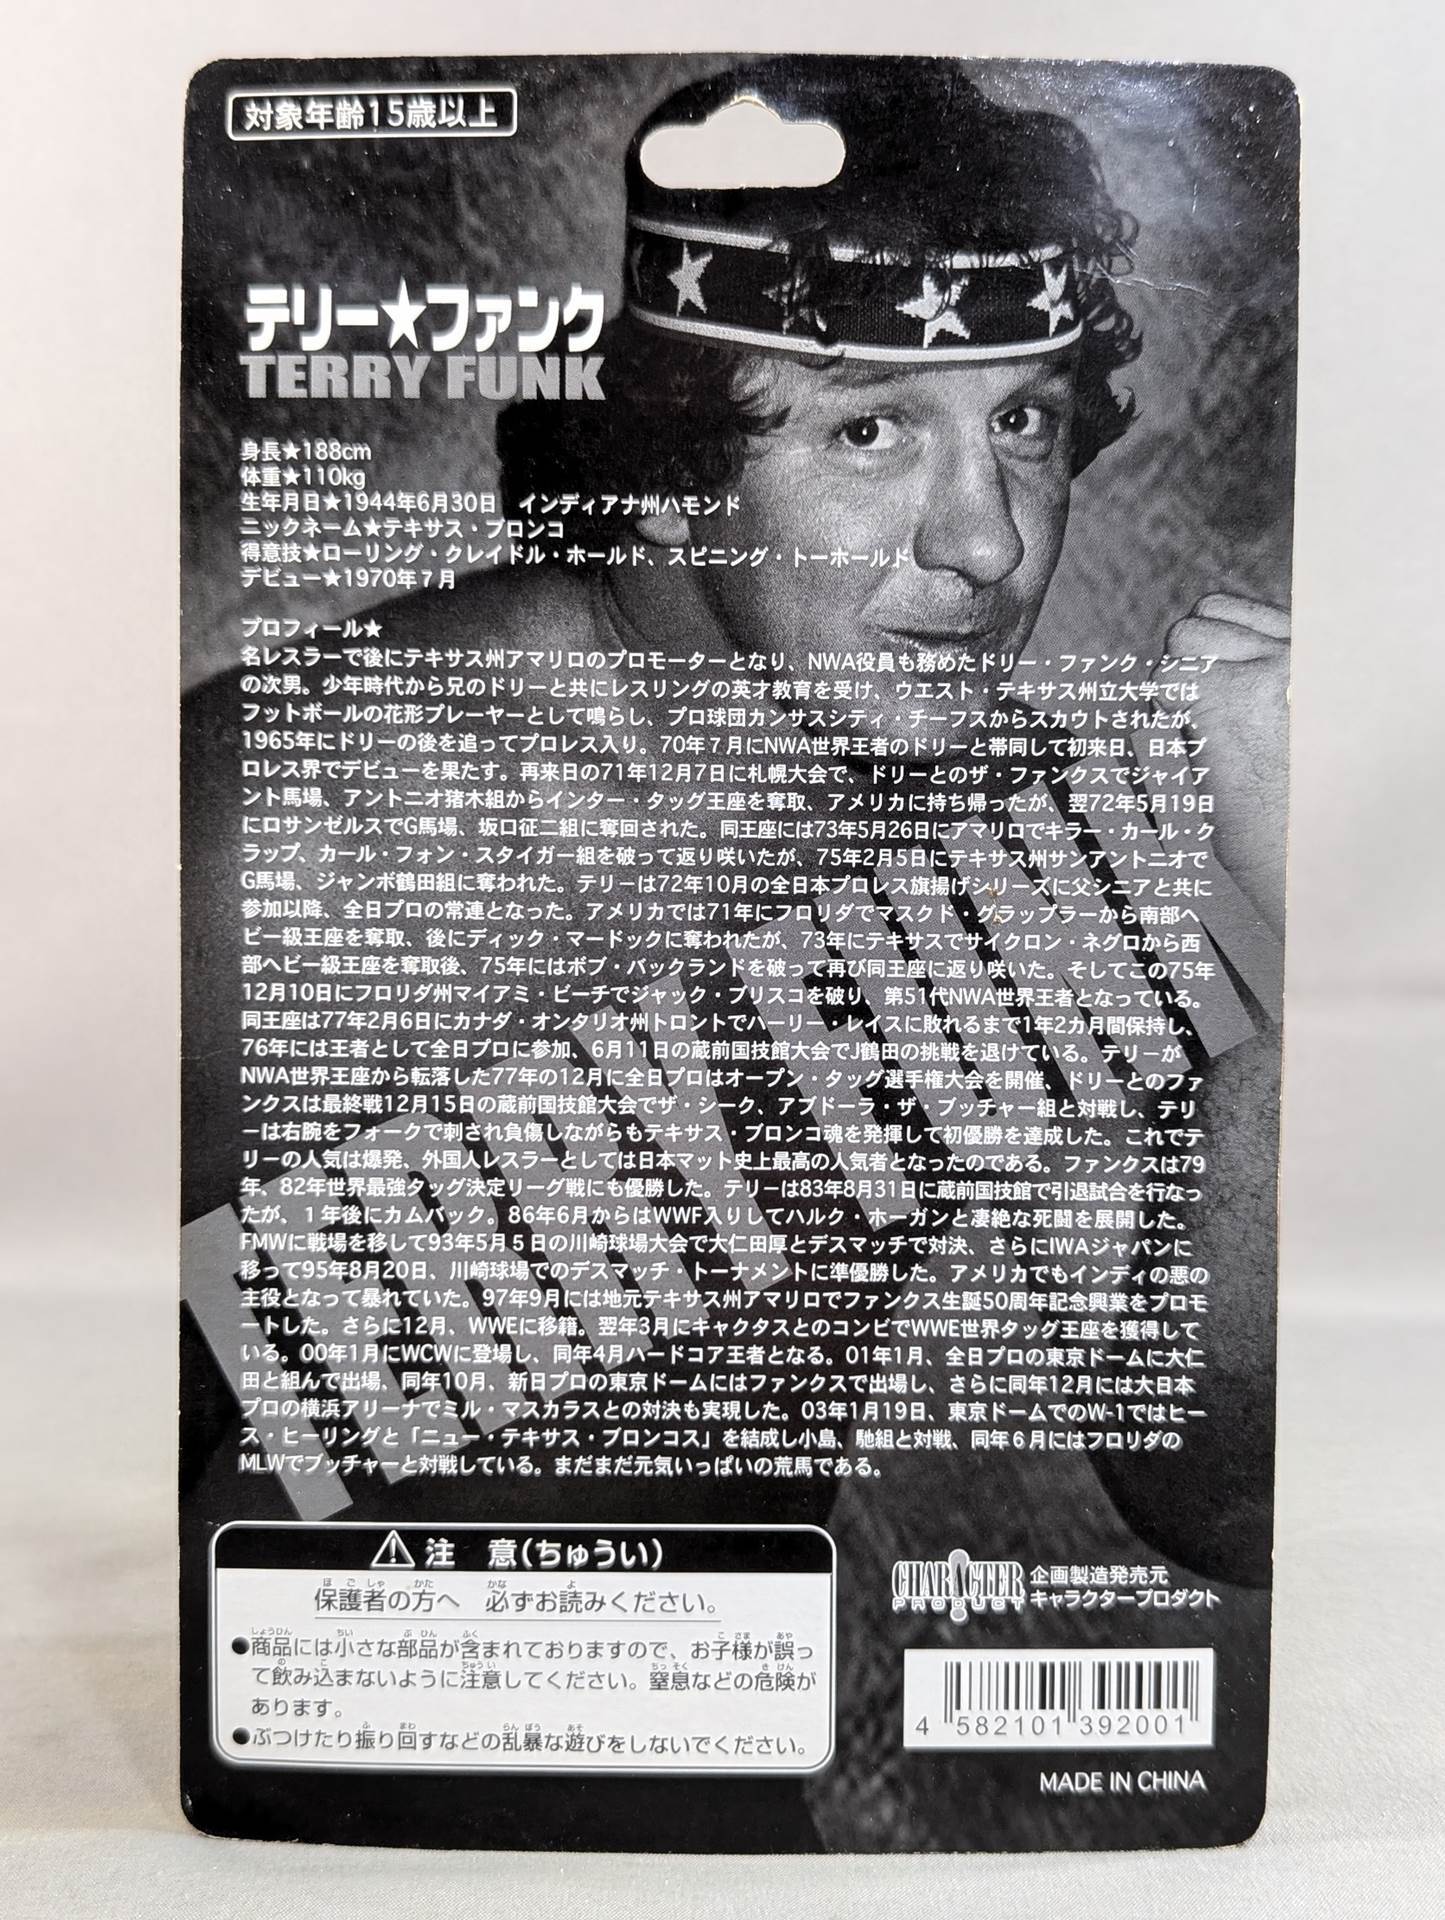 対象年齢15歳以上
テリー★ファンク
TERRY FUNK
身長★188cm
体重★110kg
生年月日★1944年6月30日　インディアナ州ハモンド
ニックネーム★テキサス・ブロンコ
得意技★ローリング・クレイドル・ホールド、スピニング・トーホールド
デビュー★1970年７月
プロフィール★
名レスラーで後にテキサス州アマリロのプロモーターとなり、NWA役員も務めたドリー・ファンク・シニア
の次男。少年時代から兄のドリーと共にレスリングの英才教育を受け、ウエスト・テキサス州立大学では
フットボールの花形プレーヤーとして鳴らし、プロ球団カンサスシティ・チーフスからスカウトされたが、
1965年にドリーの後を追ってプロレス入り。70年７月にNWA世界王者のドリーと帯同して初来日、日本プ
ロレス界でデビューを果たす。再来日の71年12月7日に札幌大会で、ドリーとのザ・ファンクスでジャイア
ント馬場、アントニオ猪木組からインター・タッグ王座を奪取、アメリカに持ち帰ったが、翌72年5月19日
にロサンゼルスでG馬場、坂口征二組に奪回された。同王座には73年5月26日にアマリロでキラー・カール・ク
ラップ、カール・フォン・スタイガー組を破って返り咲いたが、75年2月5日にテキサス州サンアントニオで
G馬場、ジャンボ鶴田組に奪われた。テリーは72年10月の全日本プロレス旗揚げシリーズに父シニアと共に
参加以降、全日プロの常連となった。アメリカでは71年にフロリダでマスクド・グラップラーから南部ヘ
ビー級王座を奪取、後にディック・マードックに奪われたが、73年にテキサスでサイクロン・ネグロから西
部ヘビー級王座を奪取後、75年にはボブ・バックランドを破って再び同王座に返り咲いた。そしてこの75年
12月10日にフロリダ州マイアミ・ビーチでジャック・ブリスコを破り、第51代NWA世界王者となっている。
同王座は77年2月6日にカナダ・オンタリオ州トロントでハーリー・レイスに敗れるまで1年2カ月間保持し、
76年には王者として全日プロに参加、6月11日の蔵前国技館大会でJ鶴田の挑戦を退けている。テリーが
NWA世界王座から転落した77年の12月に全日プロはオープン・タッグ選手権大会を開催、ドリーとのファ
ンクスは最終戦12月15日の蔵前国技館大会でザ・シーク、アブドーラ・ザ・ブッチャー組と対戦し、テリ
ーは右腕をフォークで刺され負傷しながらもテキサス・ブロンコ魂を発揮して初優勝を達成した。これでテ
リーの人気は爆発、外国人レスラーとしては日本マット史上最高の人気者となったのである。ファンクスは79
年、82年世界最強タッグ決定リーグ戦にも優勝した。テリーは83年8月31日に蔵前国技館で引退試合を行なっ
たが、１年後にカムバック。86年6月からはWWF入りしてハルク・ホーガンと凄絶な死闘を展開した。
FMWに戦場を移して93年5月５日の川崎球場大会で大仁田厚とデスマッチで対決、さらにIWAジャパンに
移って95年8月20日、川崎球場でのデスマッチ・トーナメントに準優勝した。アメリカでもインディの悪の
主役となって暴れていた。97年9月には地元テキサス州アマリロでファンクス生誕50周年記念興業をプロモ
ートした。さらに12月、WWEに移籍。翌年3月にキャクタスとのコンビでWWE世界タッグ王座を獲得して
いる。00年1月にWCWに登場し、同年4月ハードコア王者となる。01年1月、全日プロの東京ドームに大仁
田と組んで出場、同年10月、新日プロの東京ドームにはファンクスで出場し、さらに同年12月には大日本
プロの横浜アリーナでミル・マスカラスとの対決も実現した。03年1月19日、東京ドームでのW-1ではヒー
ス・ヒーリングと「ニュー・テキサス・ブロンコス」を結成し小島、馳組と対戦、同年６月にはフロリダの
MLWでブッチャーと対戦している。まだまだ元気いっぱいの荒馬である。
TERRY FUNK
⚠注　意(ちゅうい)
保護者の方へ　必ずお読みください。
●商品には小さな部品が含まれておりますので、お子様が誤っ
て飲み込まないように注意してください。窒息などの危険が
あります。
●ぶつけたり振り回すなどの乱暴な遊びをしないでください。
CHARACTER PRODUCT
企画製造発売元
キャラクタープロダクト
4 582101 392001
MADE IN CHINA